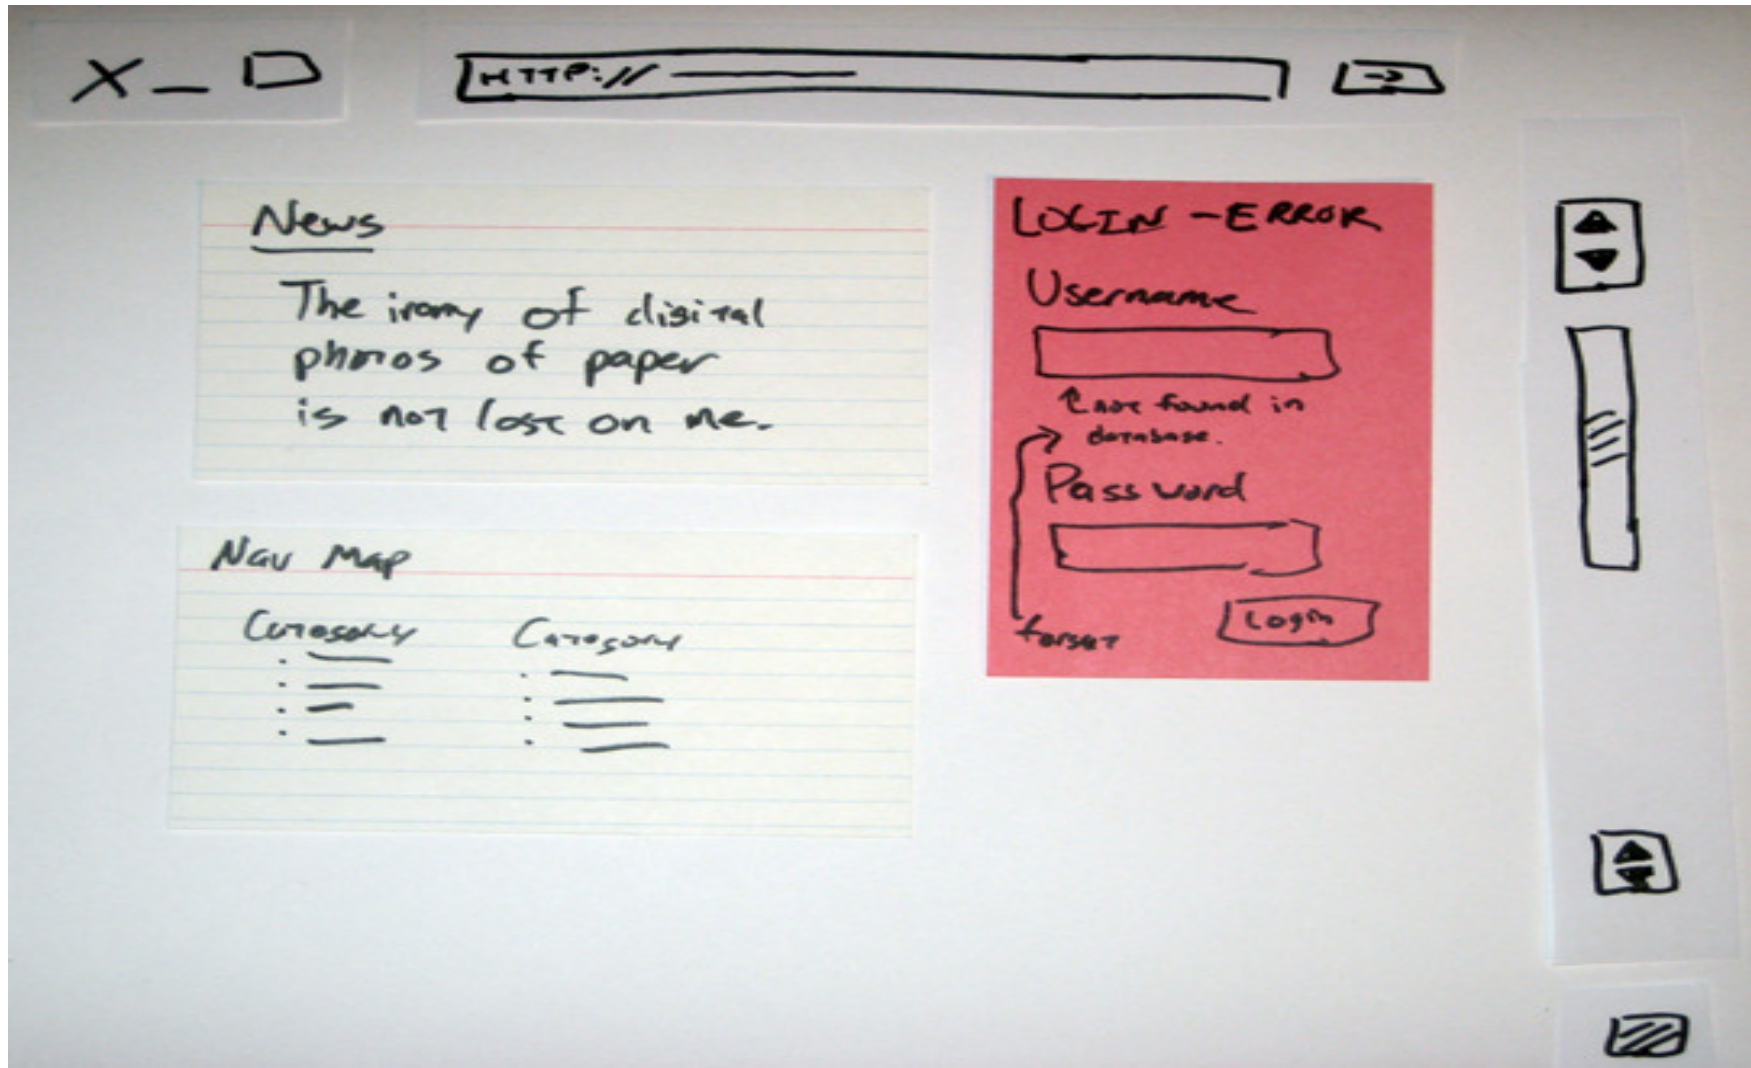 X _
HTTP://
News
The irony of digital
photos of paper
is not lost on me.
Nav Map
Category Category
LOGIN - ERROR
Username
not found in
database.
Password
Login
forget